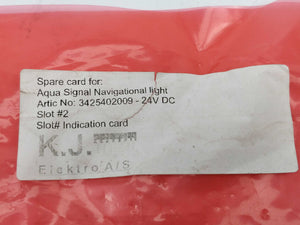 Spare card for:
Aqua Signal Navigational light
Artic No: 3425402009 - 24V DC
Slot #2
Slot# Indication card
K.J.
Elektro A/S